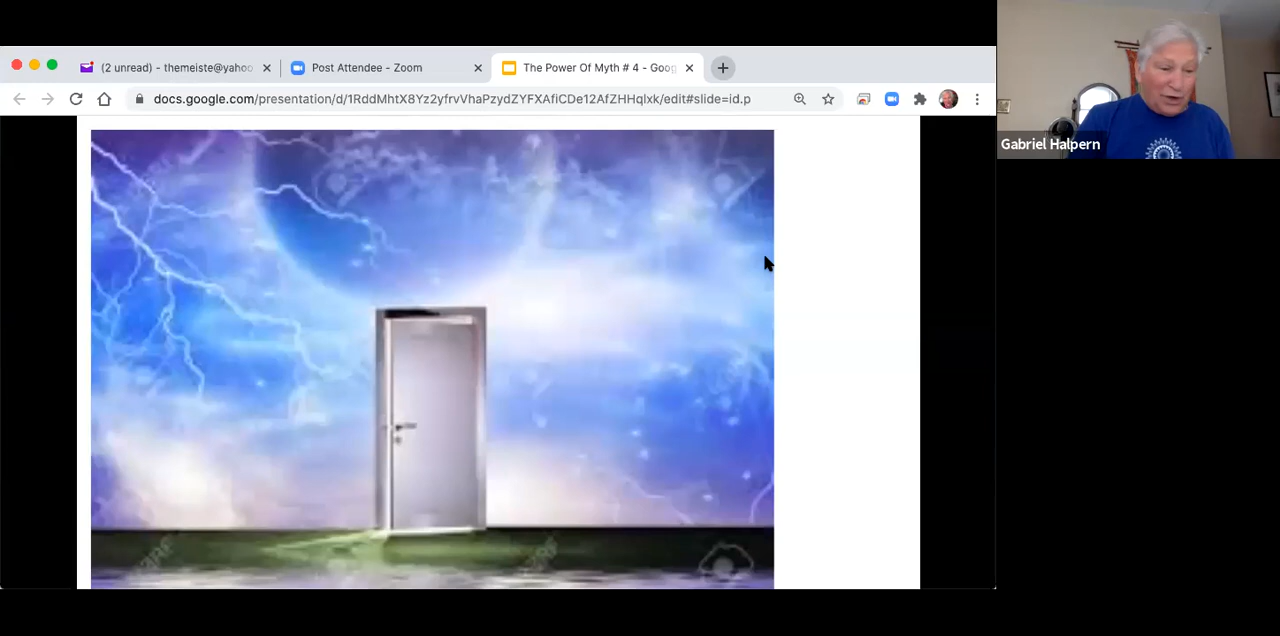 (2 unread) - themeiste@yahoo
Post Attendee - Zoom
The Power Of Myth # 4 - Goog
docs.google.com/presentation/d/1RddMhtX8Yz2yfrvVhaPzydZYFXAfiCDe12AfZHHqlxk/edit#slide=id.p
Gabriel Halpern